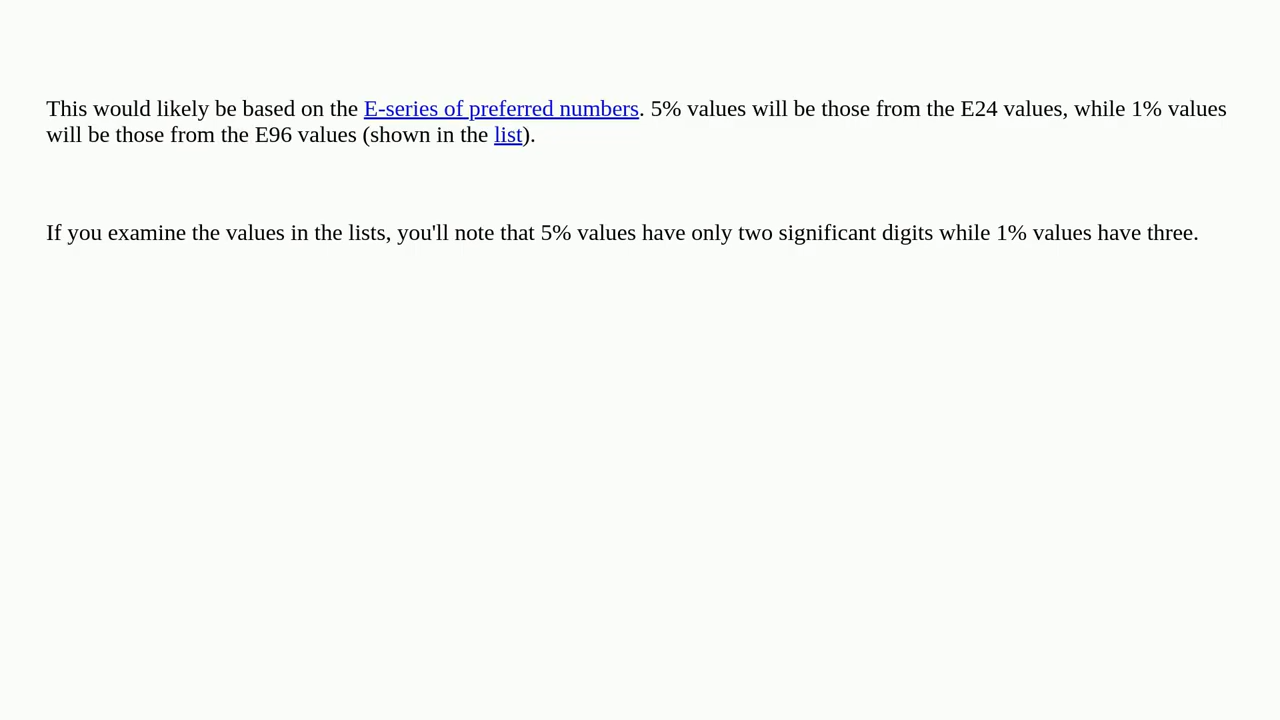 This would likely be based on the E-series of preferred numbers. 5% values will be those from the E24 values, while 1% values
will be those from the E96 values (shown in the list).
If you examine the values in the lists, you'll note that 5% values have only two significant digits while 1% values have three.